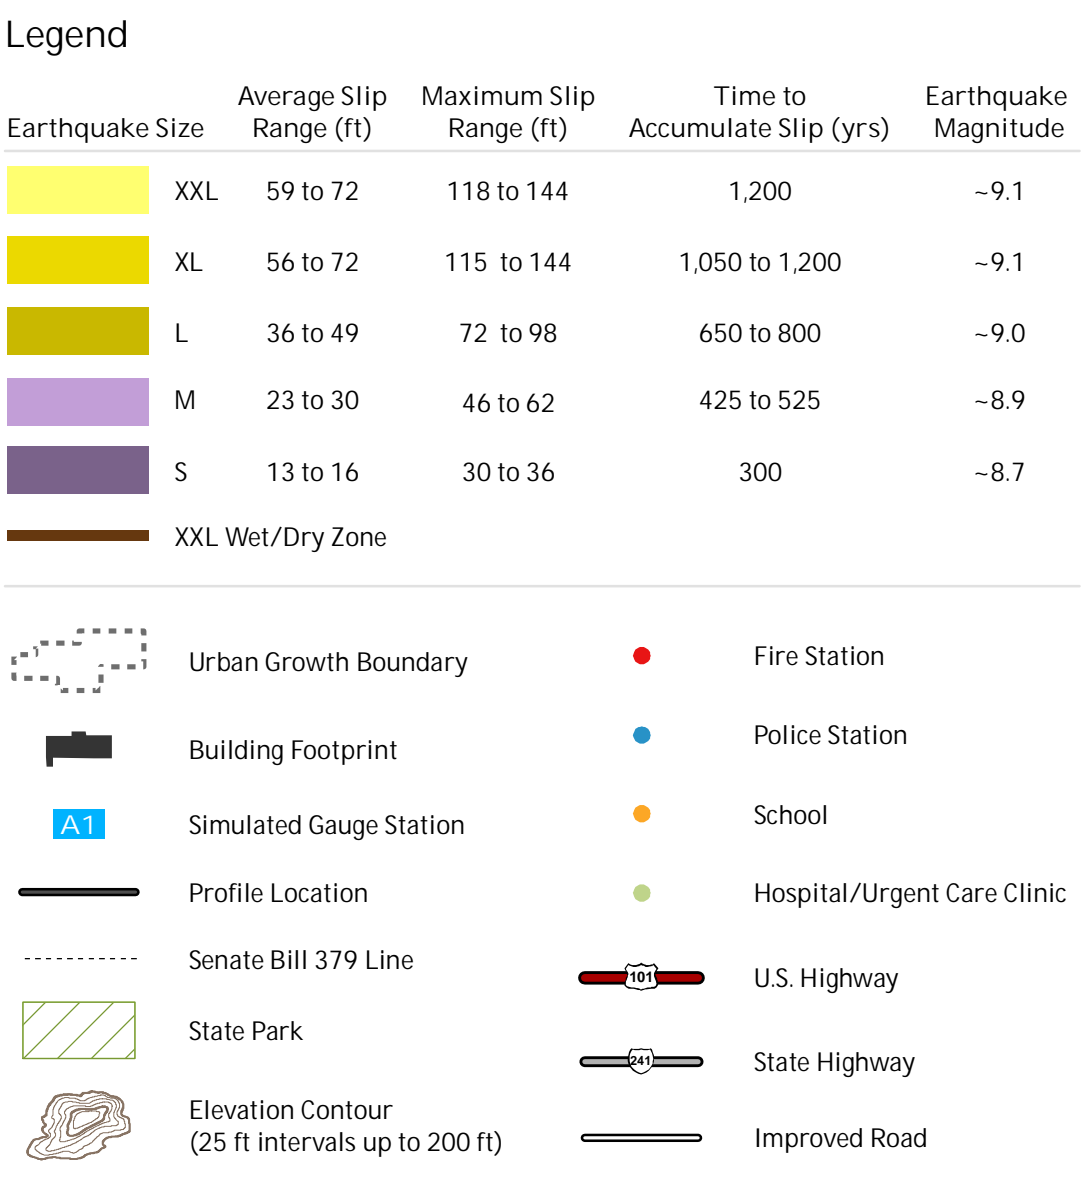 Legend
Earthquake Size
Average Slip
Range (ft)
Maximum Slip
Range (ft)
Time to
Accumulate Slip (yrs)
Earthquake
Magnitude
XXL 59 to 72 118 to 144 1,200 ~9.1
XL 56 to 72 115 to 144 1,050 to 1,200 ~9.1
L 36 to 49 72 to 98 650 to 800 ~9.0
M 23 to 30 46 to 62 425 to 525 ~8.9
S 13 to 16 30 to 36 300 ~8.7
XXL Wet/Dry Zone
Urban Growth Boundary
Building Footprint
A1 Simulated Gauge Station
Profile Location
Senate Bill 379 Line
State Park
Elevation Contour
(25 ft intervals up to 200 ft)
Fire Station
Police Station
School
Hospital/Urgent Care Clinic
101 U.S. Highway
241 State Highway
Improved Road